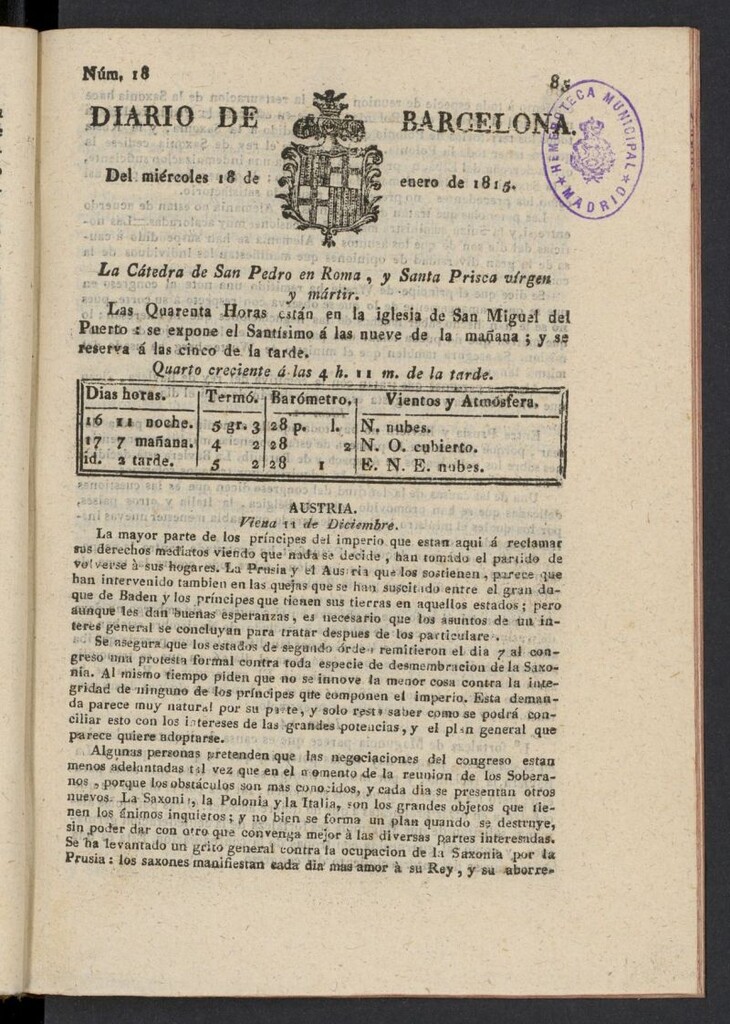 Núm. 18
85
DIARIO DE BARCELONA.
HEMEROTECA MUNICIPAL
MADRID
Del miércoles 18 de enero de 1815.
La Cátedra de San Pedro en Roma, y Santa Prisca vírgen
y mártir.
Las Quarenta Horas están en la iglesia de San Miguel del
Puerto : se expone el Santísimo á las nueve de la mañana ; y se
reserva á las cinco de la tarde.
Quarto creciente á las 4 h. 11 m. de la tarde.
Dias horas. Termó. Barómetro. Vientos y Atmósfera.
16 11 noche. 5 gr. 3 28 p. l. N. nubes.
17 7 mañana. 4 2 28 2 N. O. cubierto.
id. 2 tarde. 5 2 28 1 E. N. E. nubes.
AUSTRIA.
Viena 11 de Diciembre.
La mayor parte de los príncipes del imperio que estan aqui á reclamar
sus derechos mediatos viendo que nada se decide, han tomado el partido de
volverse à sus hogares. La Prusia y el Austria que los sostienen, parece que
han intervenido tambien en las quejas que se han suscitado entre el gran du-
que de Baden y los príncipes que tienen sus tierras en aquellos estados; pero
aunque les dan buenas esperanzas, es necesario que los asuntos de un in-
teres general se concluyan para tratar despues de los particulare .
Se asegura que los estados de segundo órden remitieron el dia 7 al con-
greso una protesta formal contra toda especie de desmembracion de la Saxo-
nia. Al mismo tiempo piden que no se innove la menor cosa contra la inte-
gridad de ninguno de los príncipes que componen el imperio. Esta deman-
da parece muy natural por su parte, y solo resta saber como se podrá con-
ciliar esto con los intereses de las grandes potencias, y el plan general que
parece quiere adoptarse.
Algunas personas pretenden que las negociaciones del congreso estan
menos adelantadas tal vez que en el momento de la reunion de los Sobera-
nos, porque los obstáculos son mas conocidos, y cada dia se presentan otros
nuevos. La Saxonia, la Polonia y la Italia, son los grandes objetos que tie-
nen los ánimos inquietos; y no bien se forma un plan quando se destruye,
sin poder dar con otro que convenga mejor à las diversas partes interesadas.
Se ha levantado un grito general contra la ocupacion de la Saxonia por la
Prusia : los saxones manifiestan cada dia mas amor à su Rey, y su aborre-